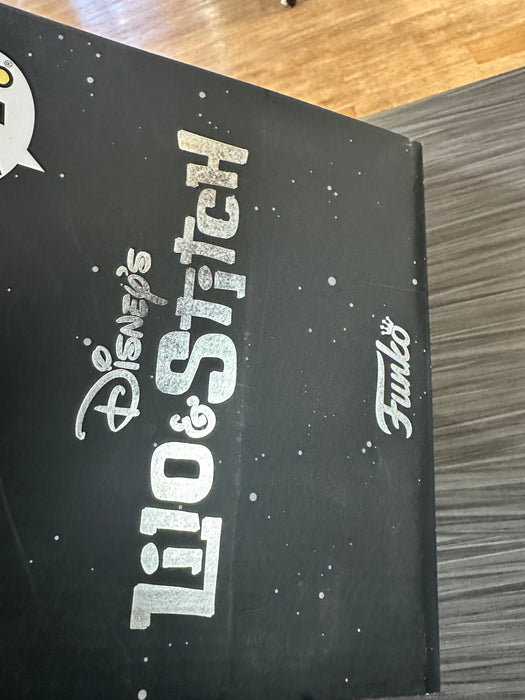 Disney's
Lilo & Stitch
Funko